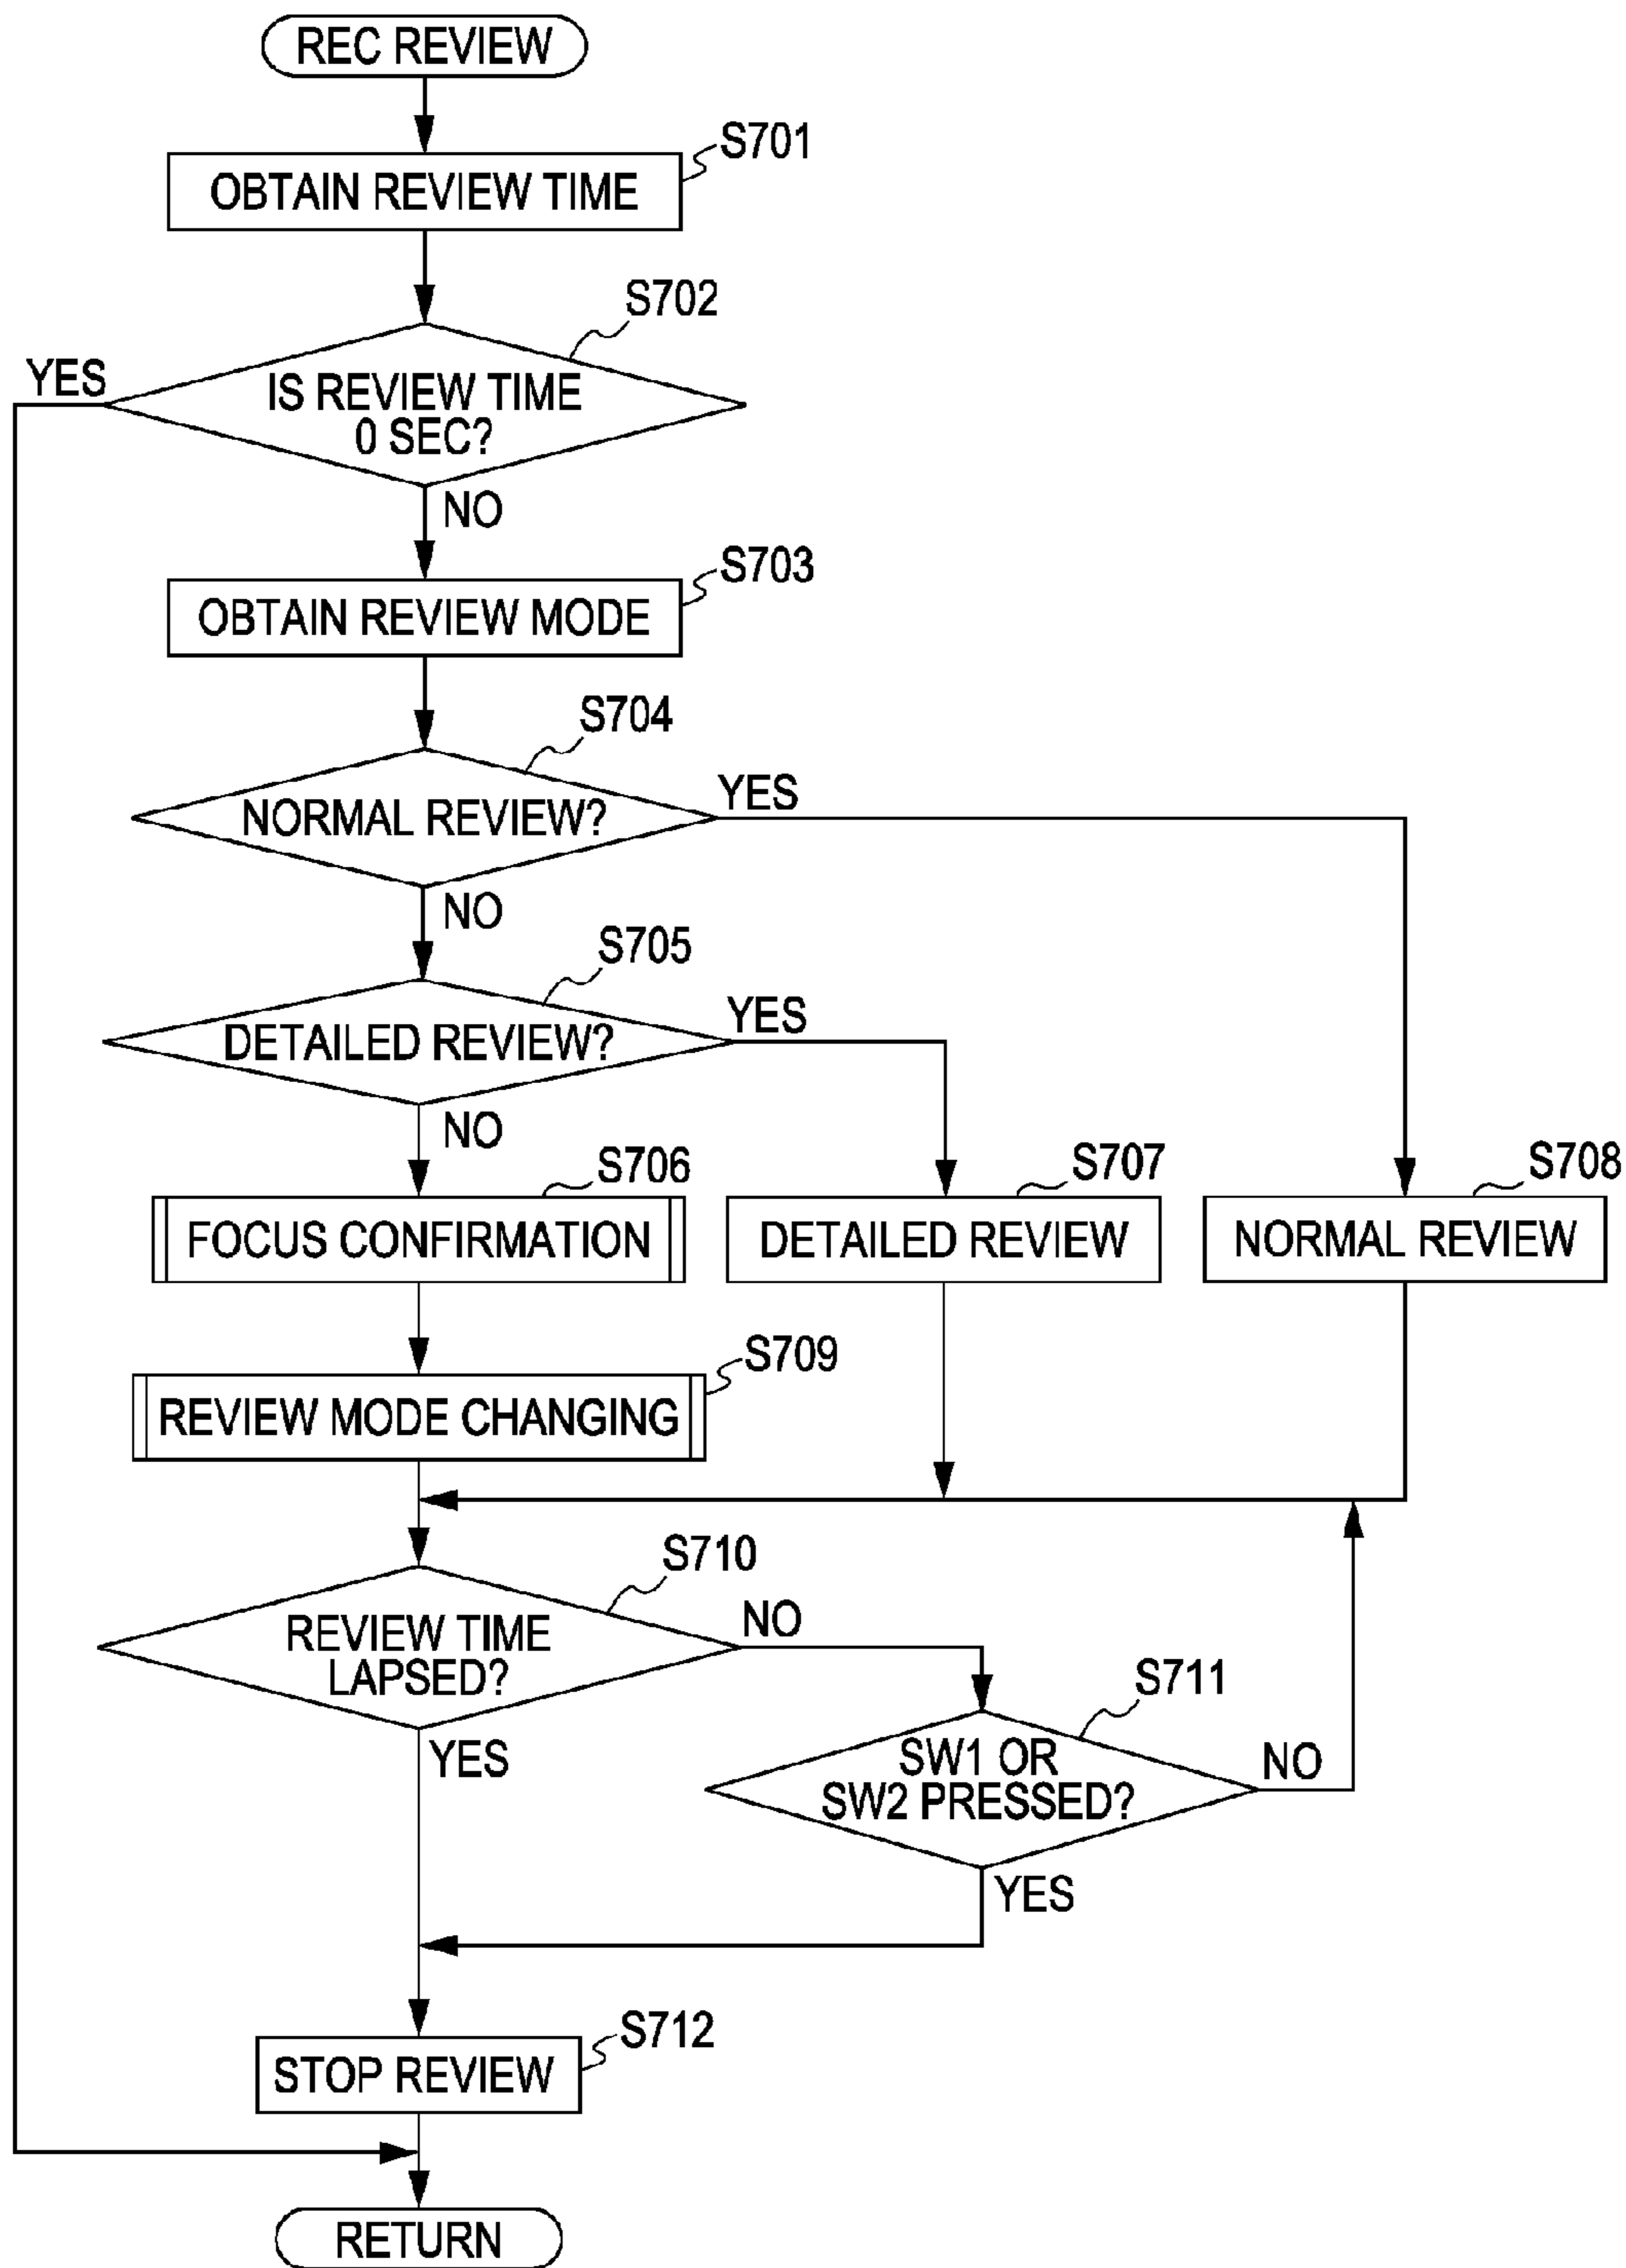 REC REVIEW
S701
OBTAIN REVIEW TIME
S702
YES
IS REVIEW TIME
0 SEC?
NO
S703
OBTAIN REVIEW MODE
S704
NORMAL REVIEW?
YES
NO
S705
DETAILED REVIEW?
YES
NO
S706
S707
S708
FOCUS CONFIRMATION
DETAILED REVIEW
NORMAL REVIEW
S709
REVIEW MODE CHANGING
S710
REVIEW TIME
LAPSED?
NO
YES
S711
SW1 OR
SW2 PRESSED?
NO
YES
S712
STOP REVIEW
RETURN